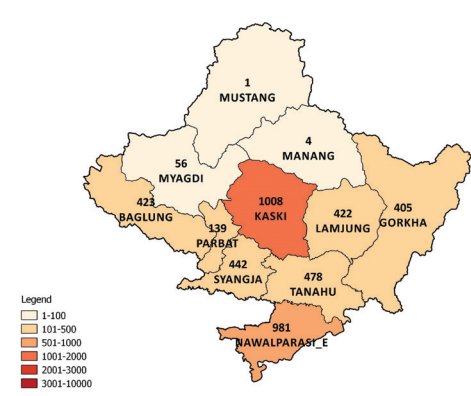 1
MUSTANG
4
MANANG
56
MYAGDI
423
BAGLUNG
1008
KASKI
405
GORKHA
422
LAMJUNG
139
PARBAT
442
SYANGJA
478
TANAHU
981
NAWALPARASI_E
Legend
1-100
101-500
501-1000
1001-2000
2001-3000
3001-10000